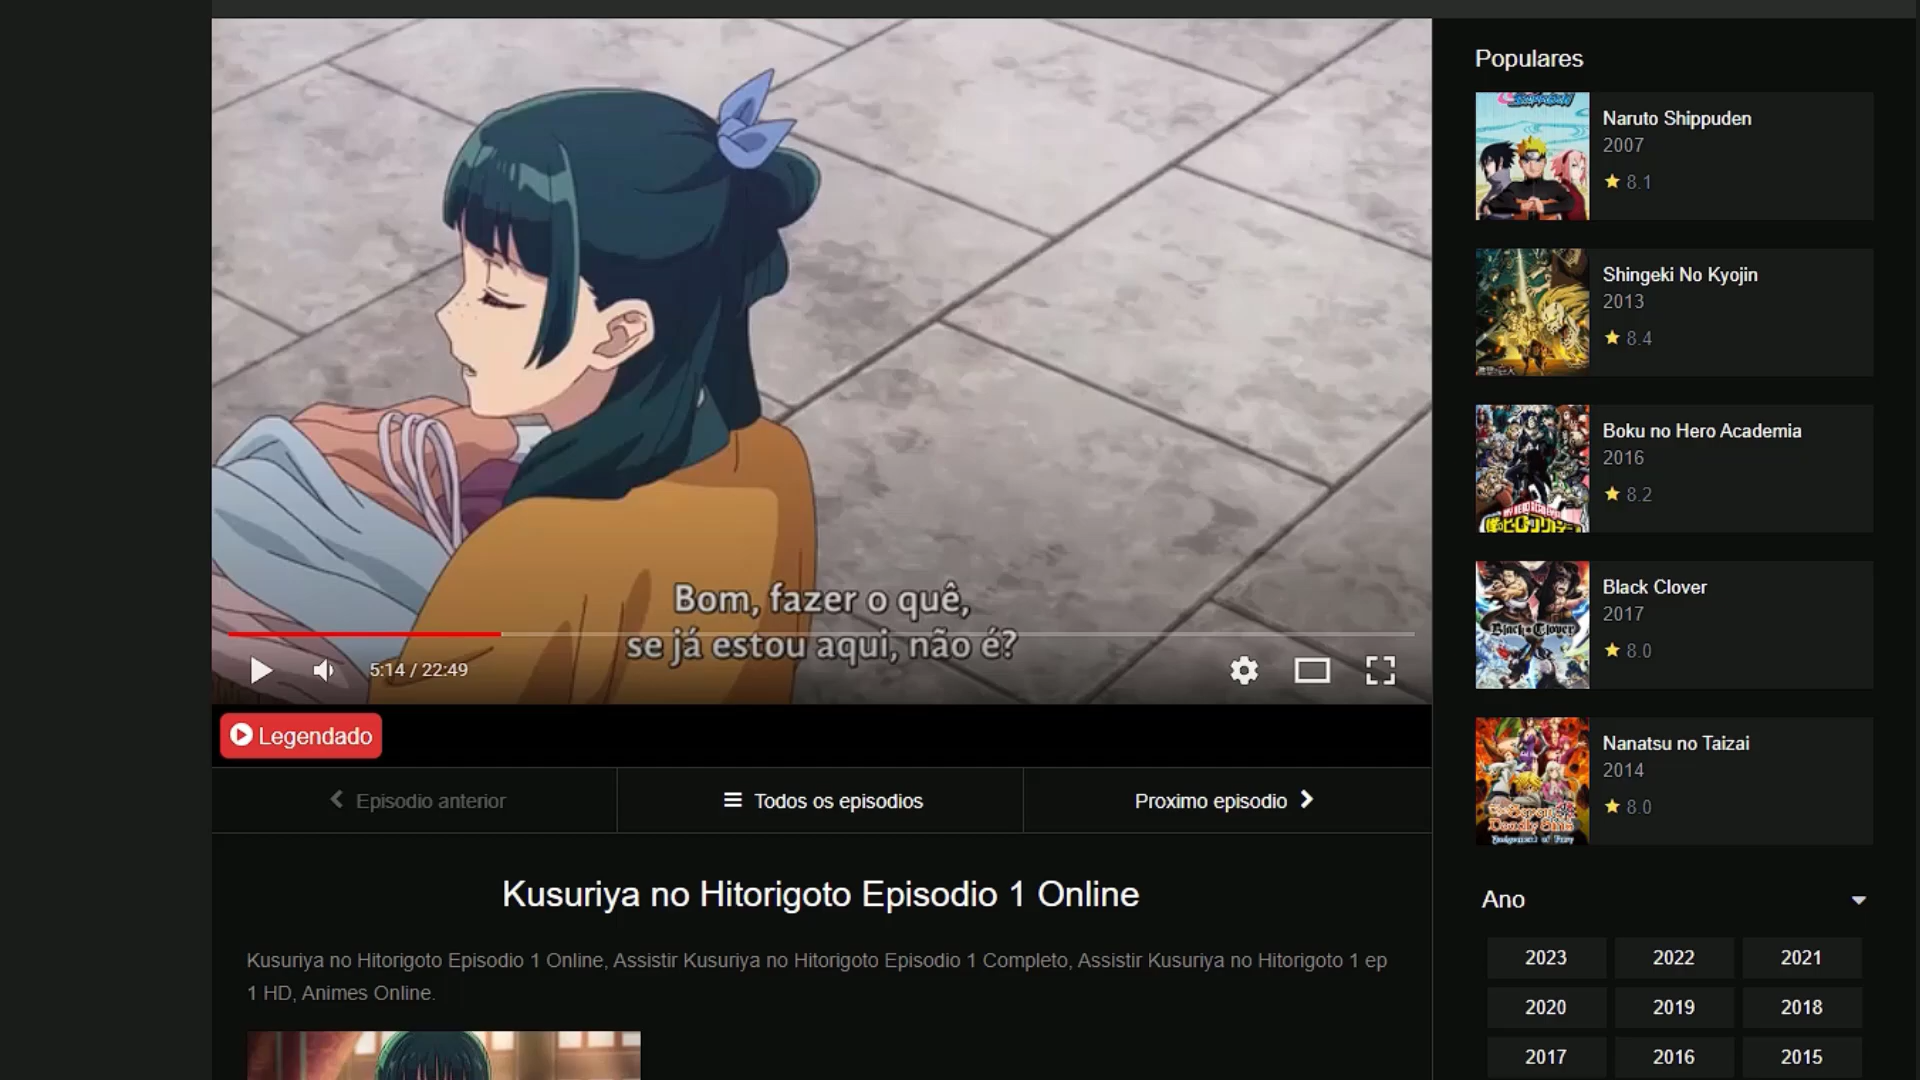 Bom, fazer o quê,
se já estou aqui, não é?
5:14 / 22:49
Legendado
Episodio anterior
Todos os episodios
Proximo episodio
Kusuriya no Hitorigoto Episodio 1 Online
Kusuriya no Hitorigoto Episodio 1 Online, Assistir Kusuriya no Hitorigoto Episodio 1 Completo, Assistir Kusuriya no Hitorigoto 1 ep
1 HD, Animes Online.
Populares
Naruto Shippuden
2007
8.1
Shingeki No Kyojin
2013
8.4
Boku no Hero Academia
2016
8.2
Black Clover
2017
Black Clover
8.0
Nanatsu no Taizai
2014
8.0
Ano
2023 2022 2021
2020 2019 2018
2017 2016 2015